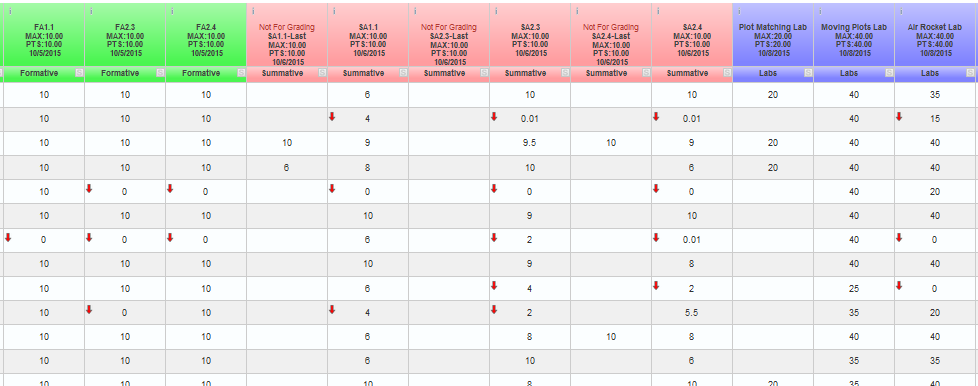 i i i i i i i i i i i i
FA1.1 FA2.3 FA2.4 Not For Grading SA1.1 Not For Grading SA2.3 Not For Grading SA2.4 Plot Matching Lab Moving Plots Lab Air Rocket Lab
MAX:10.00 MAX:10.00 MAX:10.00 SA1.1-Last MAX:10.00 SA2.3-Last MAX:10.00 SA2.4-Last MAX:10.00 MAX:20.00 MAX:40.00 MAX:40.00
PTS:10.00 PTS:10.00 PTS:10.00 MAX:10.00 PTS:10.00 MAX:10.00 PTS:10.00 MAX:10.00 PTS:10.00 PTS:20.00 PTS:40.00 PTS:40.00
10/5/2015 10/5/2015 10/5/2015 PTS:10.00 10/6/2015 PTS:10.00 10/6/2015 PTS:10.00 10/6/2015 10/8/2015 10/8/2015 10/8/2015
10/6/2015 10/6/2015 10/6/2015
Formative Formative Formative Summative Summative Summative Summative Summative Summative Labs Labs Labs
10 10 10 6 10 10 20 40 35
10 10 10 4 0.01 0.01 40 15
10 10 10 10 9 9.5 10 9 20 40 40
10 10 10 6 8 10 6 20 40 40
10 0 0 0 0 0 40 20
10 10 10 10 9 10 40 40
0 0 0 6 2 0.01 40 0
10 10 10 10 9 8 40 40
10 10 10 6 4 2 25 0
10 0 10 4 2 5.5 35 20
10 10 10 6 8 10 8 40 40
10 10 10 6 10 6 35 35
10 10 10 6 8 10 20 35 40